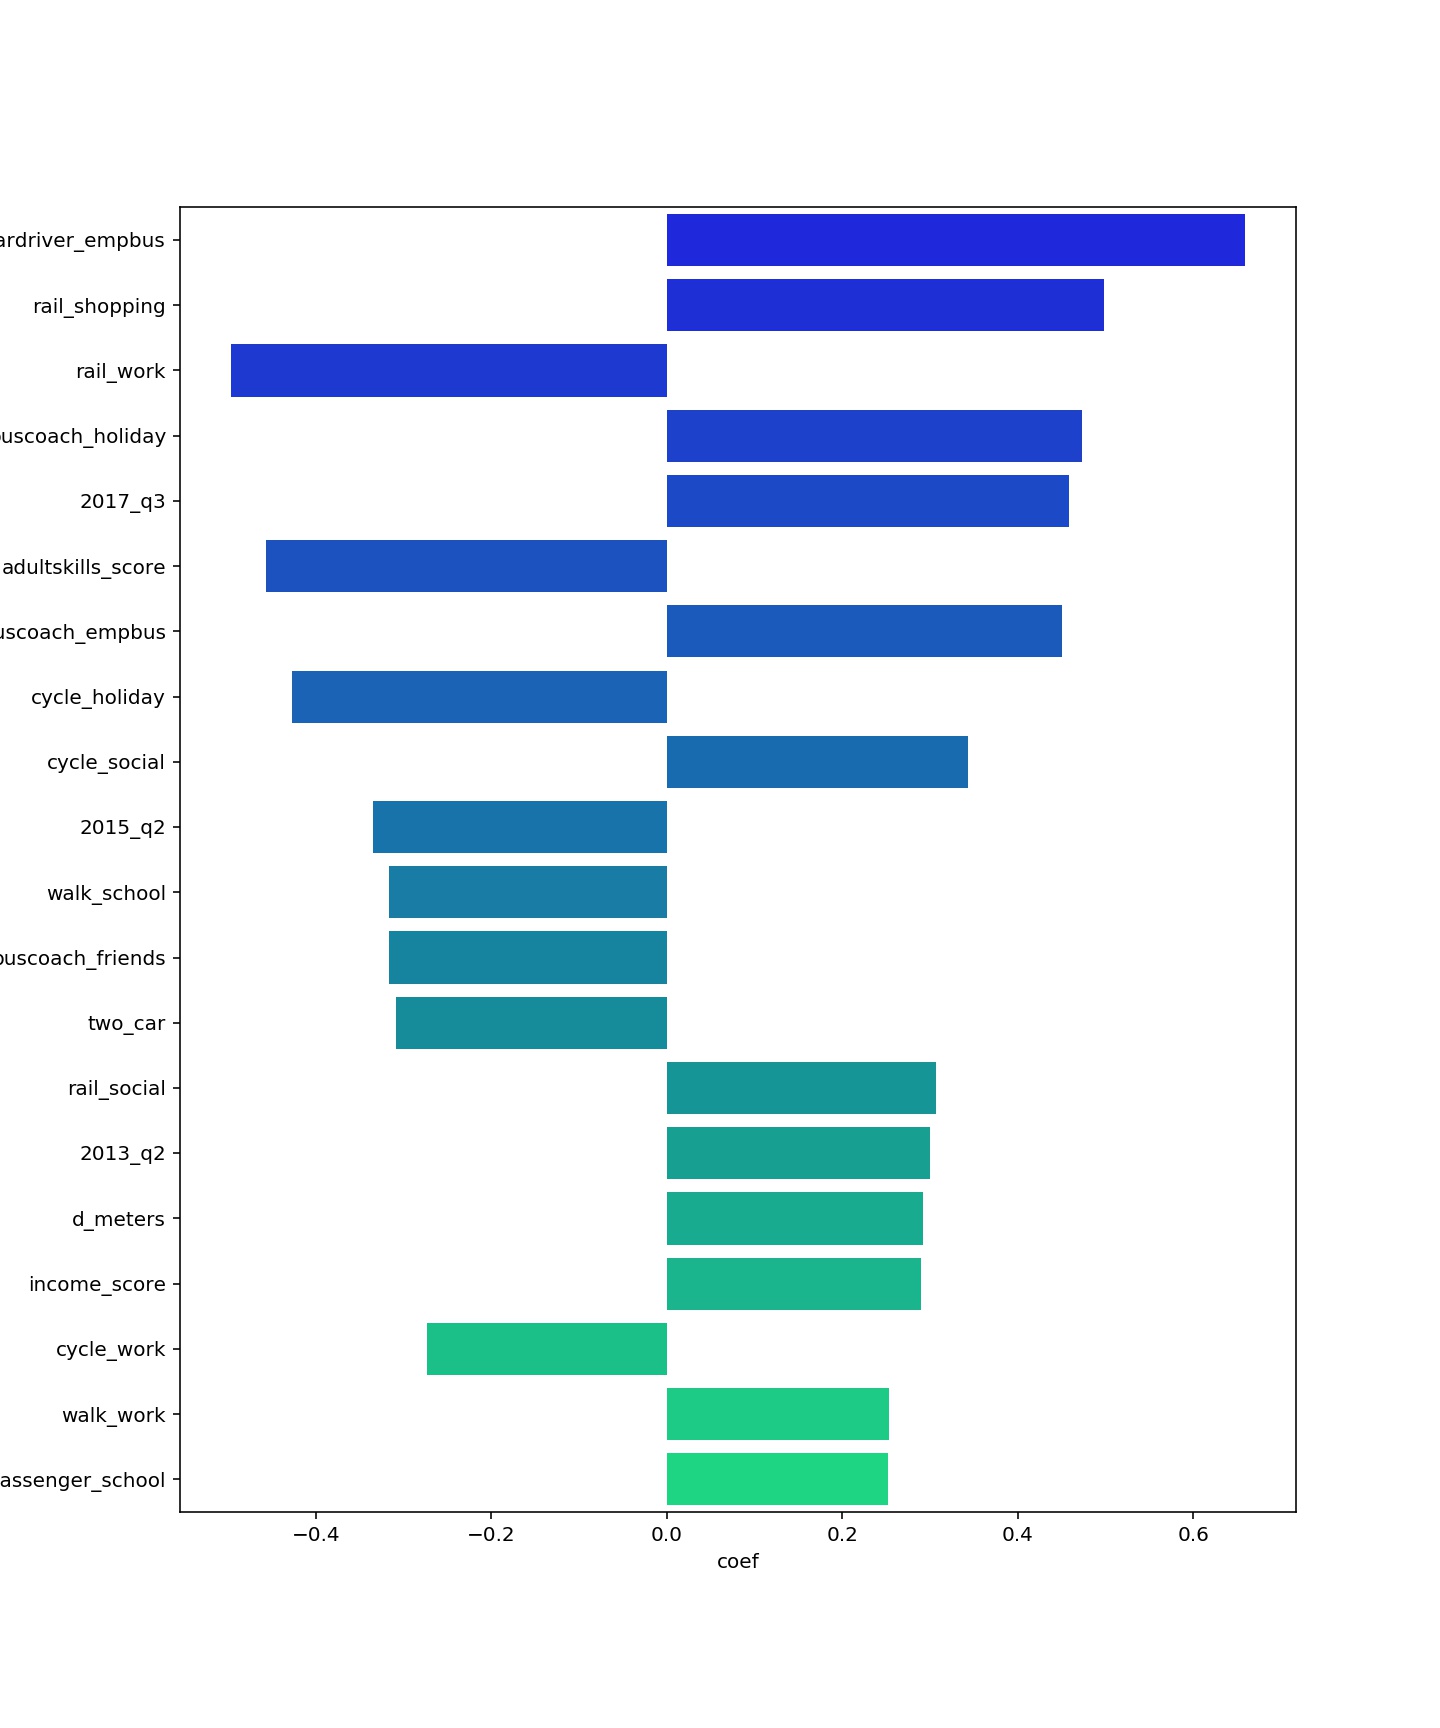 ardriver_empbus
rail_shopping
rail_work
uscoach_holiday
2017_q3
adultskills_score
uscoach_empbus
cycle_holiday
cycle_social
2015_q2
walk_school
buscoach_friends
two_car
rail_social
2013_q2
d_meters
income_score
cycle_work
walk_work
assenger_school
−0.4 −0.2 0.0 0.2 0.4 0.6
coef